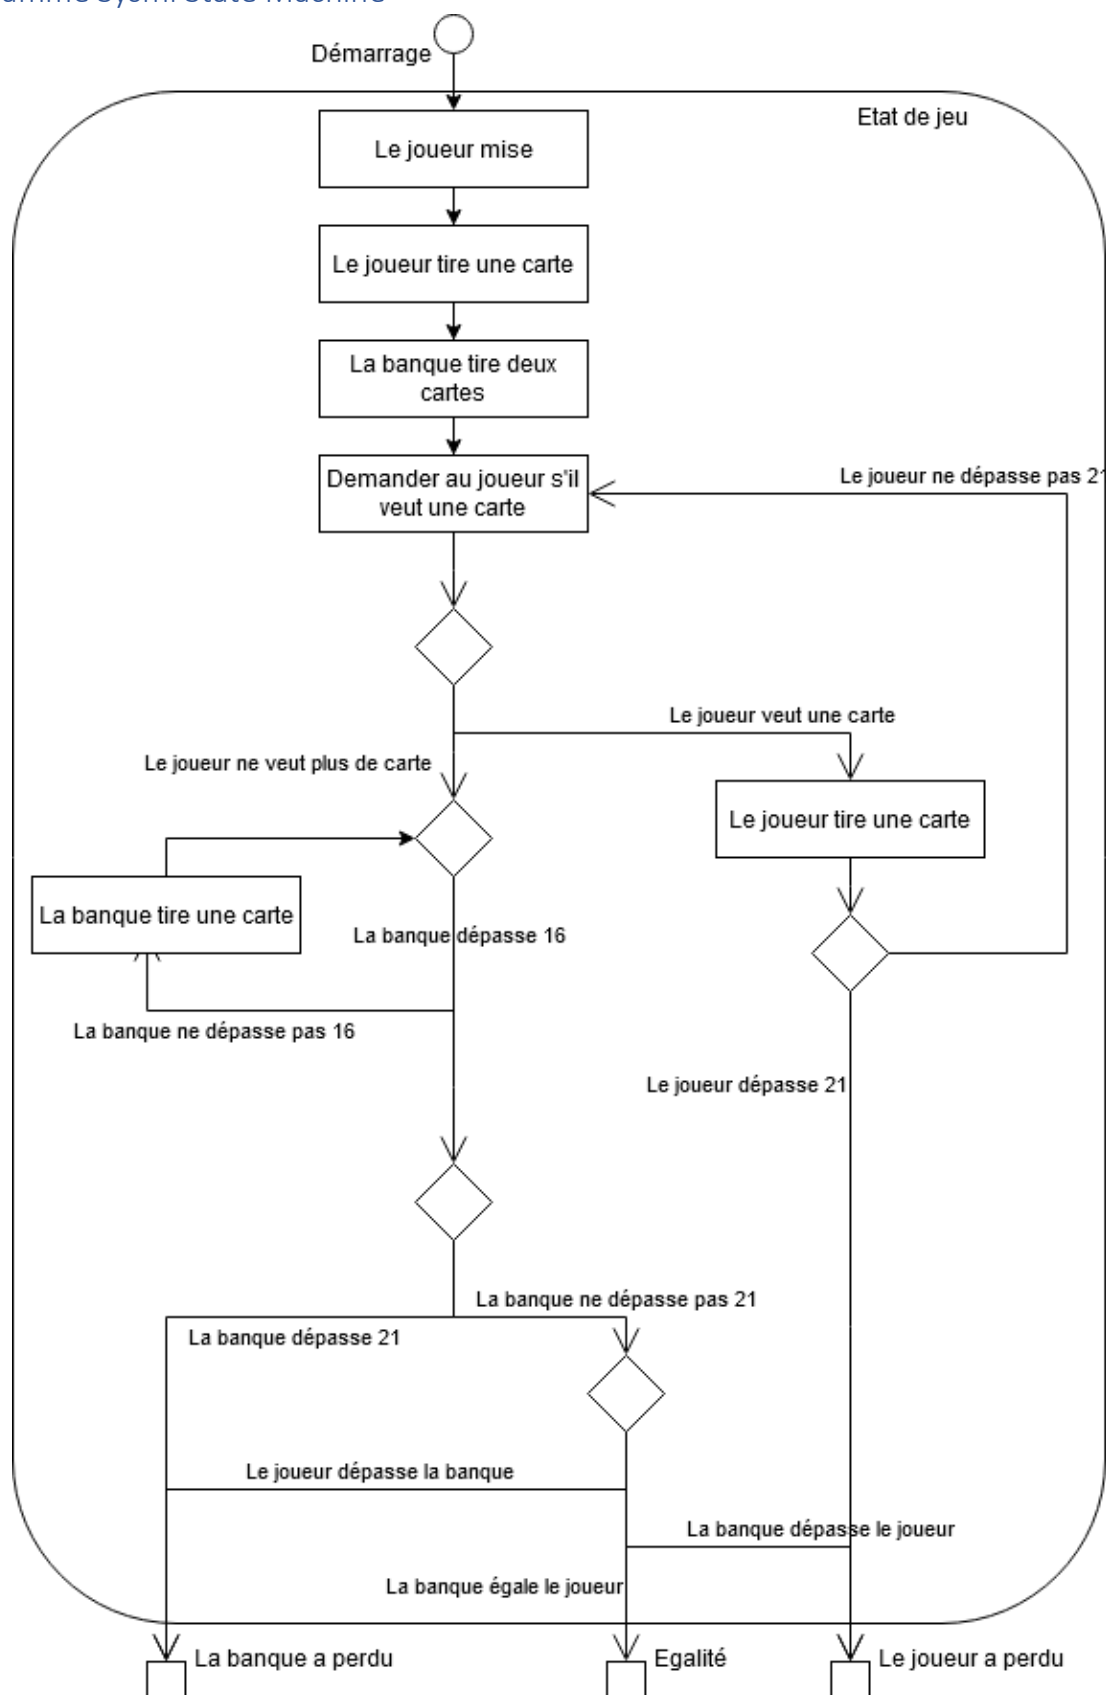 Démarrage
Etat de jeu
Le joueur mise
Le joueur tire une carte
La banque tire deux
cartes
Demander au joueur s'il
veut une carte
Le joueur ne dépasse pas 21
Le joueur veut une carte
Le joueur ne veut plus de carte
Le joueur tire une carte
La banque tire une carte
La banque dépasse 16
La banque ne dépasse pas 16
Le joueur dépasse 21
La banque ne dépasse pas 21
La banque dépasse 21
Le joueur dépasse la banque
La banque dépasse le joueur
La banque égale le joueur
La banque a perdu
Egalité
Le joueur a perdu